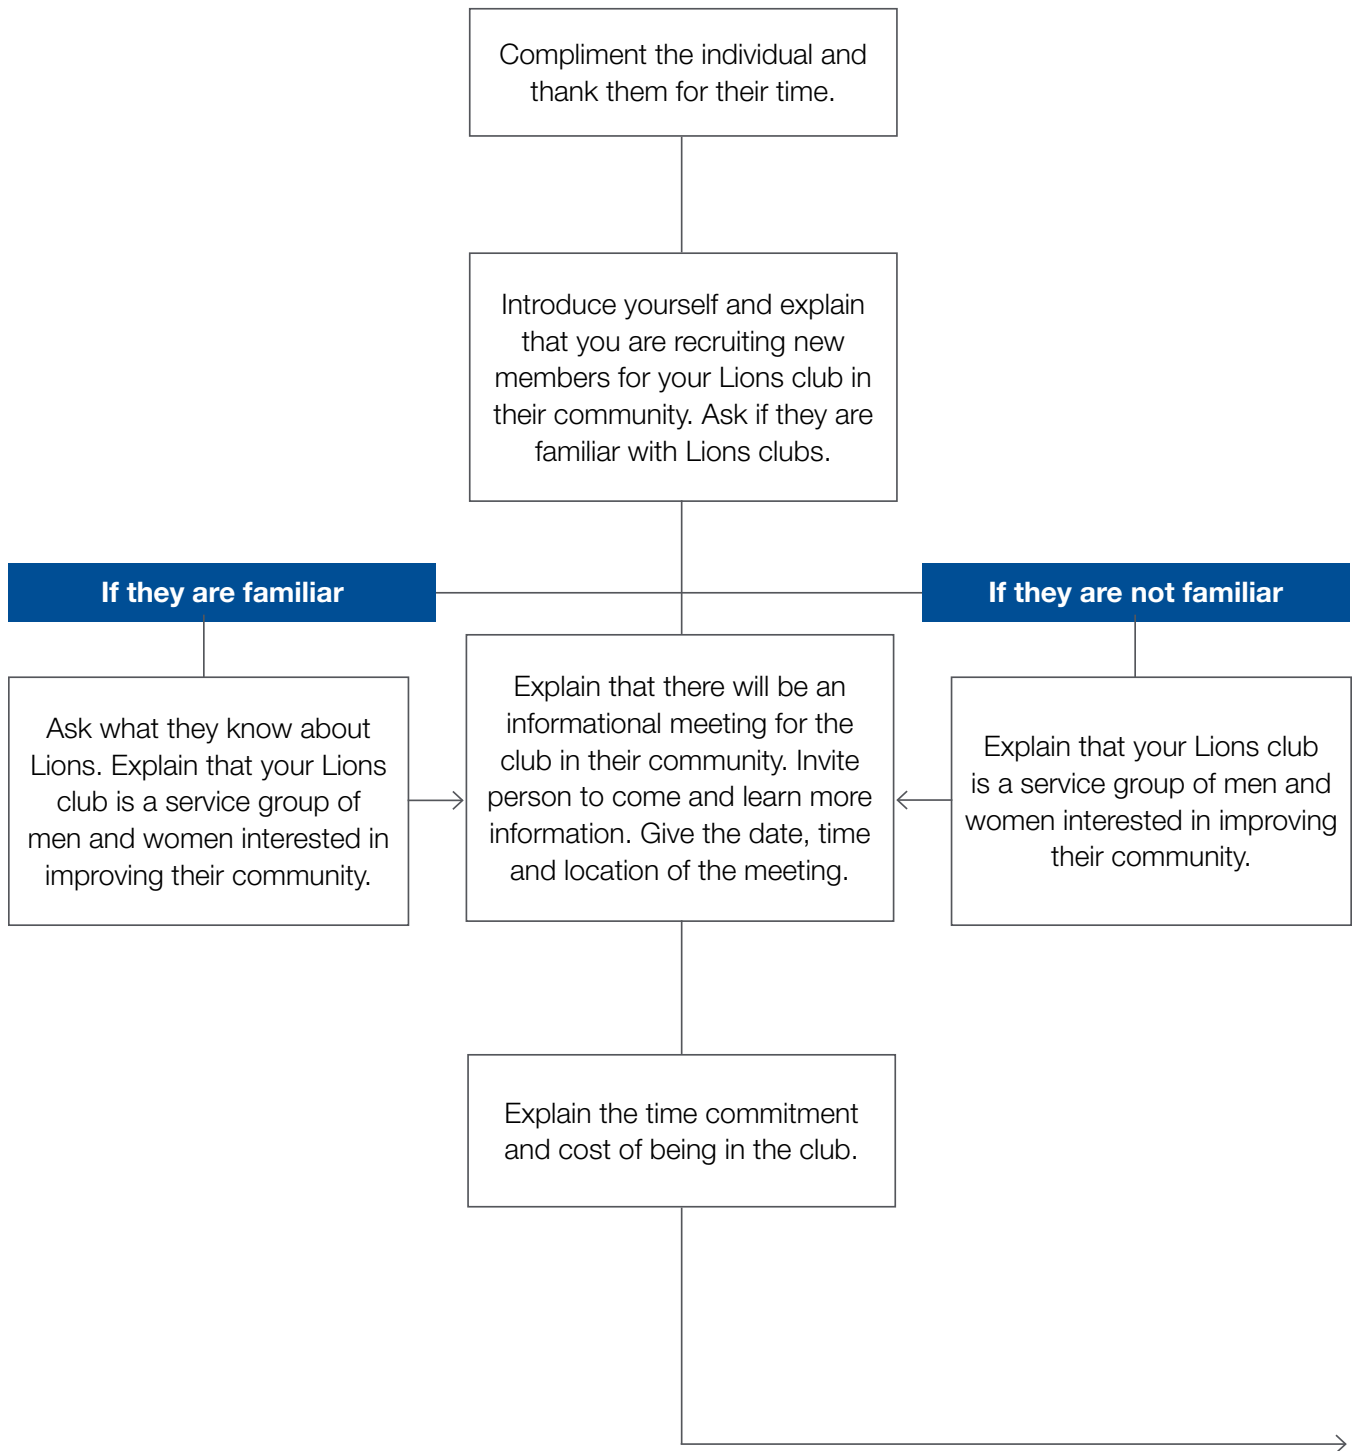 Compliment the individual and
thank them for their time.
Introduce yourself and explain
that you are recruiting new
members for your Lions club in
their community. Ask if they are
familiar with Lions clubs.
If they are familiar
If they are not familiar
Ask what they know about
Lions. Explain that your Lions
club is a service group of
men and women interested in
improving their community.
Explain that there will be an
informational meeting for the
club in their community. Invite
person to come and learn more
information. Give the date, time
and location of the meeting.
Explain that your Lions club
is a service group of men and
women interested in improving
their community.
Explain the time commitment
and cost of being in the club.